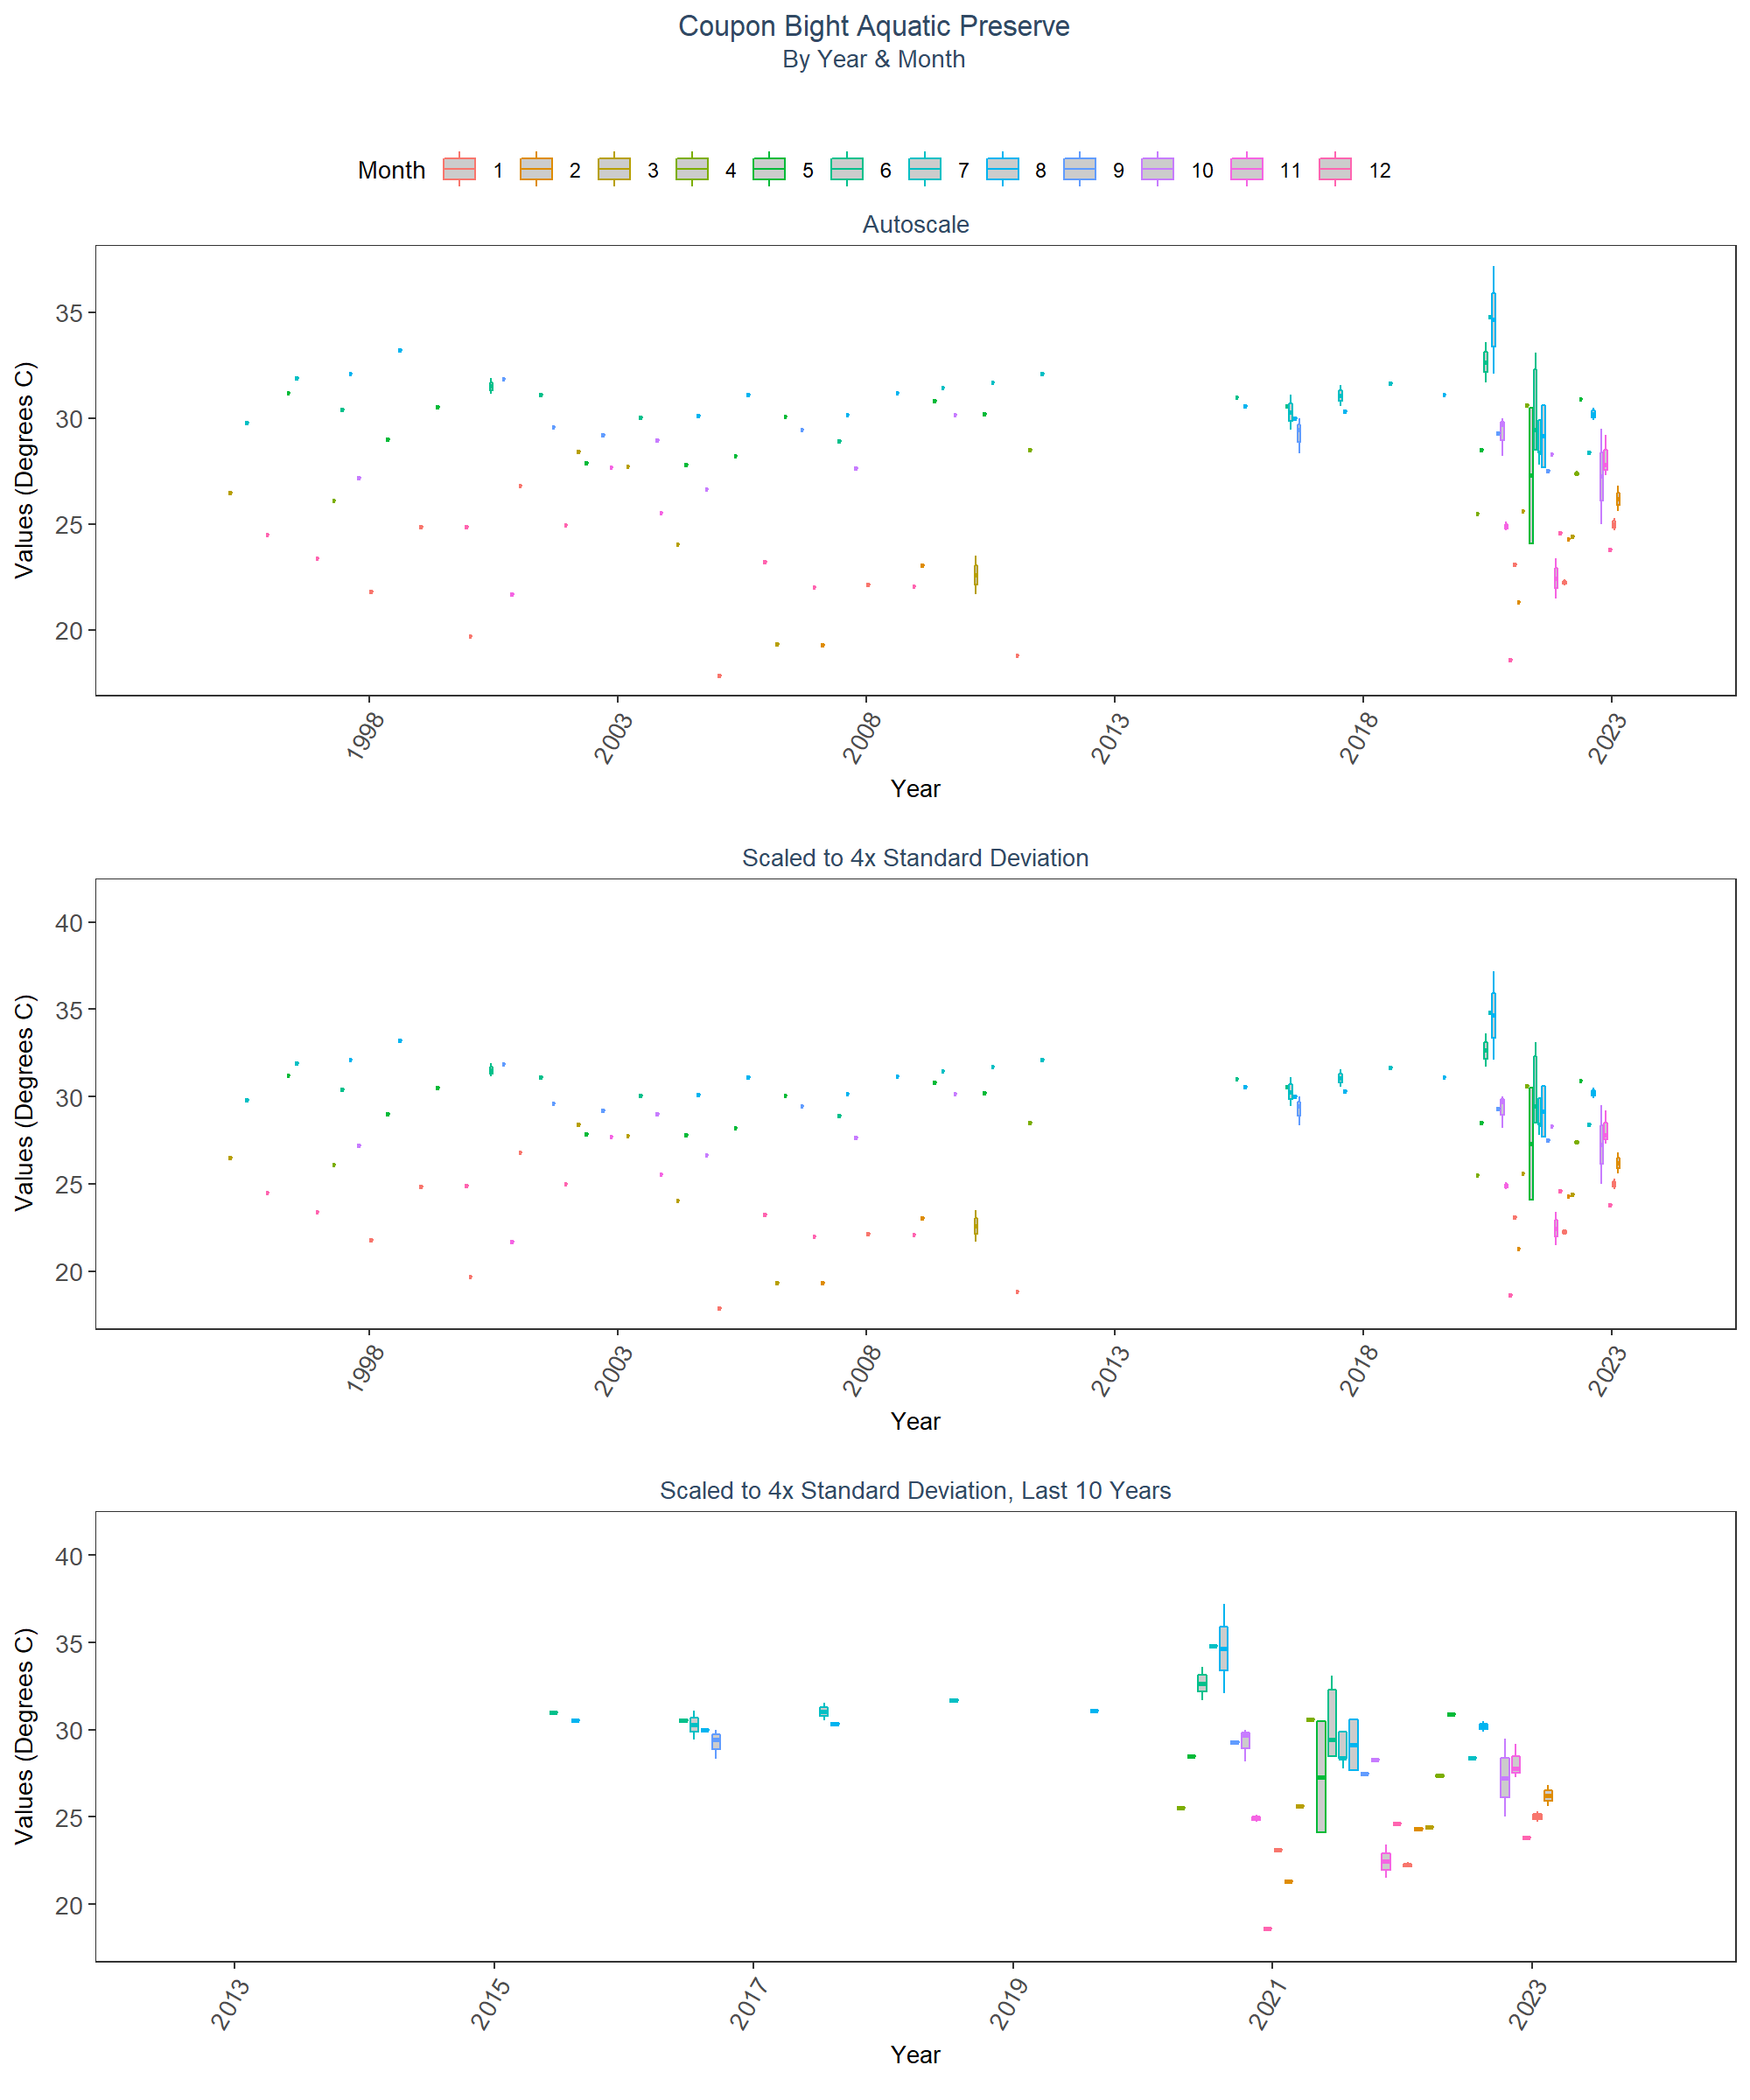 Coupon Bight Aquatic Preserve
By Year & Month
Month 1 2 3 4 5 6 7 8 9 10 11 12
Autoscale
Values (Degrees C)
35
30
25
20
1998 2003 2008 2013 2018 2023
Year
Scaled to 4x Standard Deviation
Values (Degrees C)
40
35
30
25
20
1998 2003 2008 2013 2018 2023
Year
Scaled to 4x Standard Deviation, Last 10 Years
Values (Degrees C)
40
35
30
25
20
2013 2015 2017 2019 2021 2023
Year